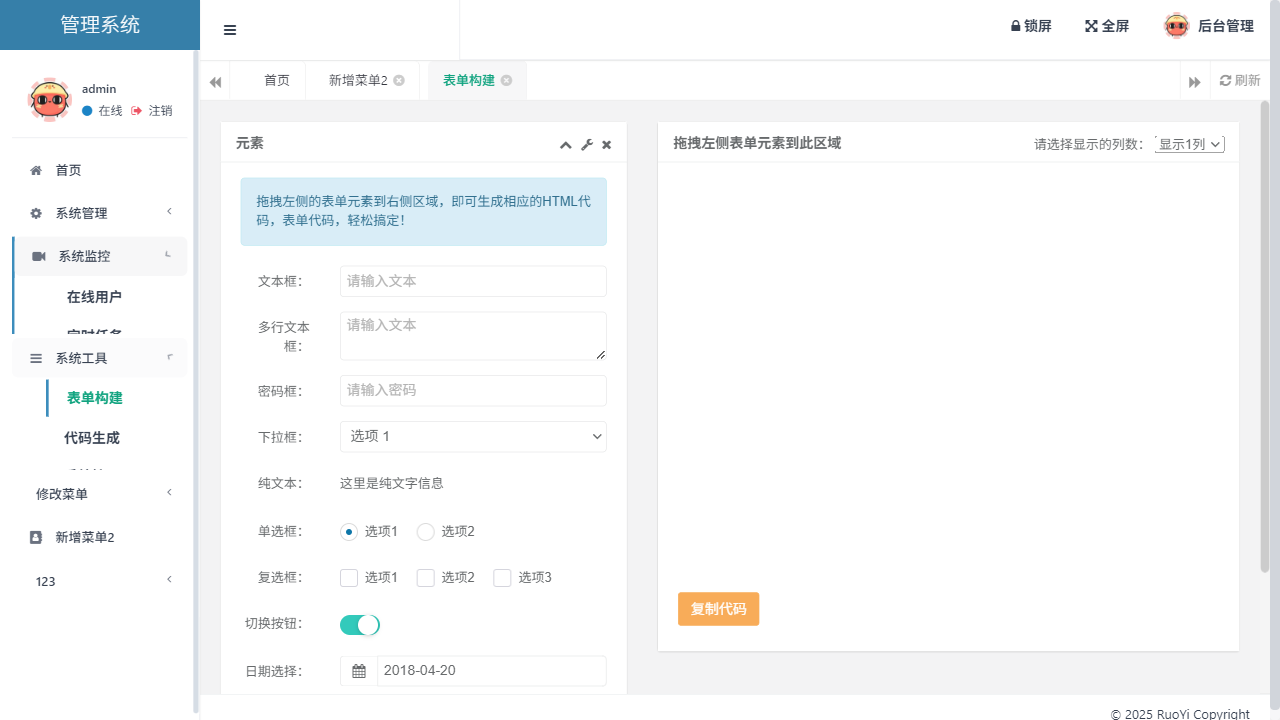 管理系统
锁屏
全屏
后台管理
admin
在线
注销
首页
新增菜单2
表单构建
刷新
首页
系统管理
系统监控
在线用户
实时任务
系统工具
表单构建
代码生成
修改菜单
新增菜单2
123
元素
拖拽左侧的表单元素到右侧区域，即可生成相应的HTML代
码，表单代码，轻松搞定！
文本框：
请输入文本
多行文本
框：
请输入文本
密码框：
请输入密码
下拉框：
选项 1
纯文本：
这里是纯文字信息
单选框：
选项1
选项2
复选框：
选项1
选项2
选项3
切换按钮：
日期选择：
2018-04-20
拖拽左侧表单元素到此区域
请选择显示的列数：
显示1列
复制代码
© 2025 RuoYi Copyright